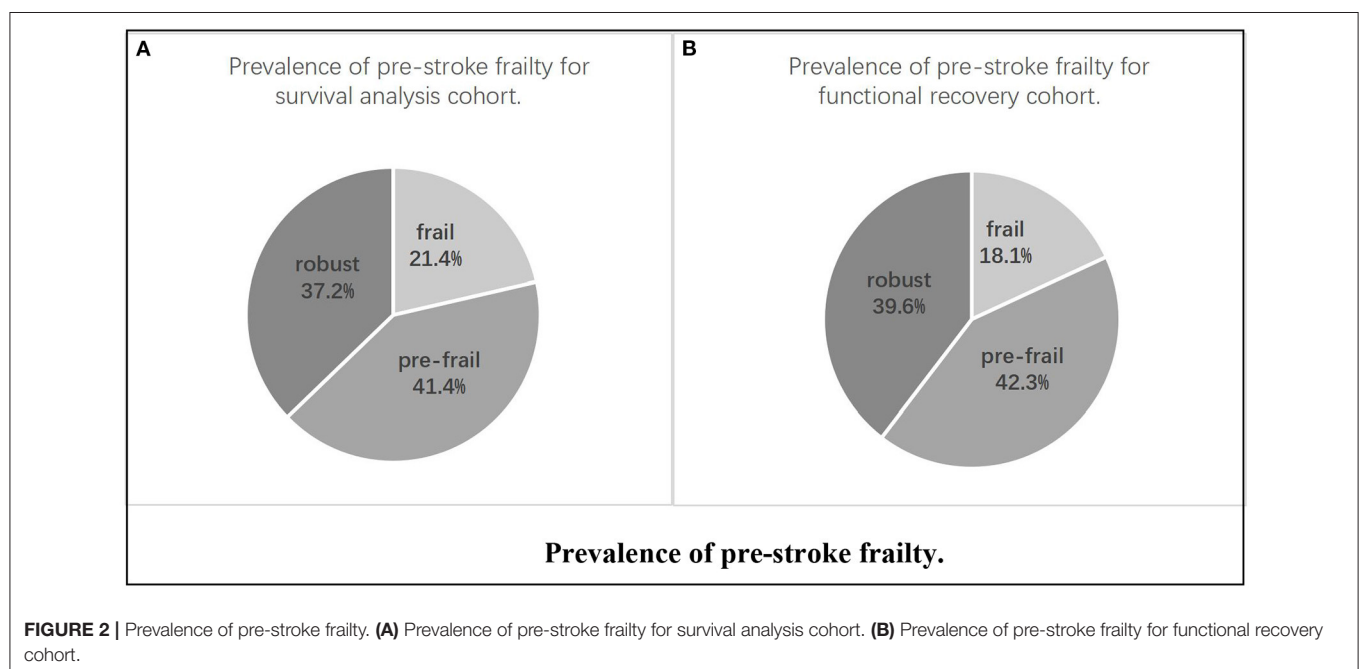 A
Prevalence of pre-stroke frailty for
survival analysis cohort.
frail
21.4%
robust
37.2%
pre-frail
41.4%
B
Prevalence of pre-stroke frailty for
functional recovery cohort.
frail
18.1%
robust
39.6%
pre-frail
42.3%
Prevalence of pre-stroke frailty.
FIGURE 2 | Prevalence of pre-stroke frailty. (A) Prevalence of pre-stroke frailty for survival analysis cohort. (B) Prevalence of pre-stroke frailty for functional recovery
cohort.